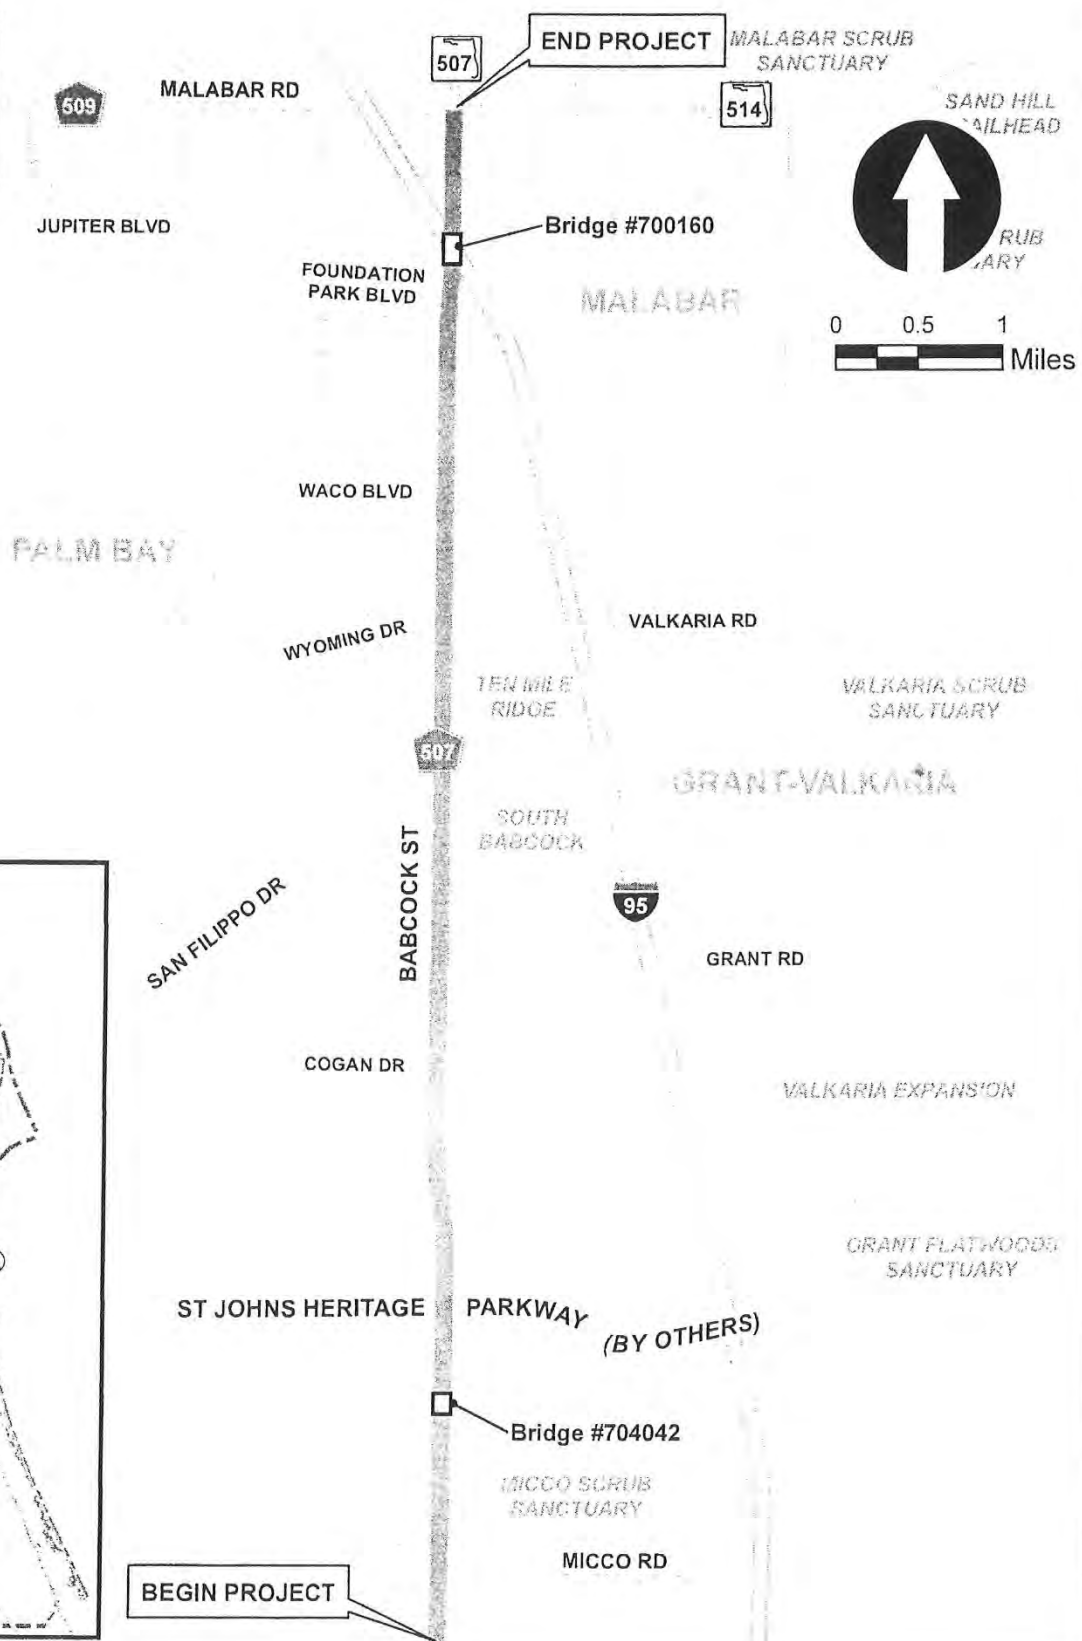 END PROJECT
MALABAR SCRUB
SANCTUARY
507
MALABAR RD
509
514
SAND HILL
AILHEAD
JUPITER BLVD
Bridge #700160
RUB
ARY
FOUNDATION
PARK BLVD
MALABAR
0 0.5 1
Miles
WACO BLVD
PALM BAY
VALKARIA RD
WYOMING DR
TEN MILE
RIDGE
VALKARIA SCRUB
SANCTUARY
507
GRANT-VALKARIA
SOUTH
BABCOCK
BABCOCK ST
95
SAN FILIPPO DR
GRANT RD
COGAN DR
VALKARIA EXPANSION
GRANT FLATWOODS
SANCTUARY
ST JOHNS HERITAGE PARKWAY (BY OTHERS)
Bridge #704042
MICCO SCRUB
SANCTUARY
MICCO RD
BEGIN PROJECT